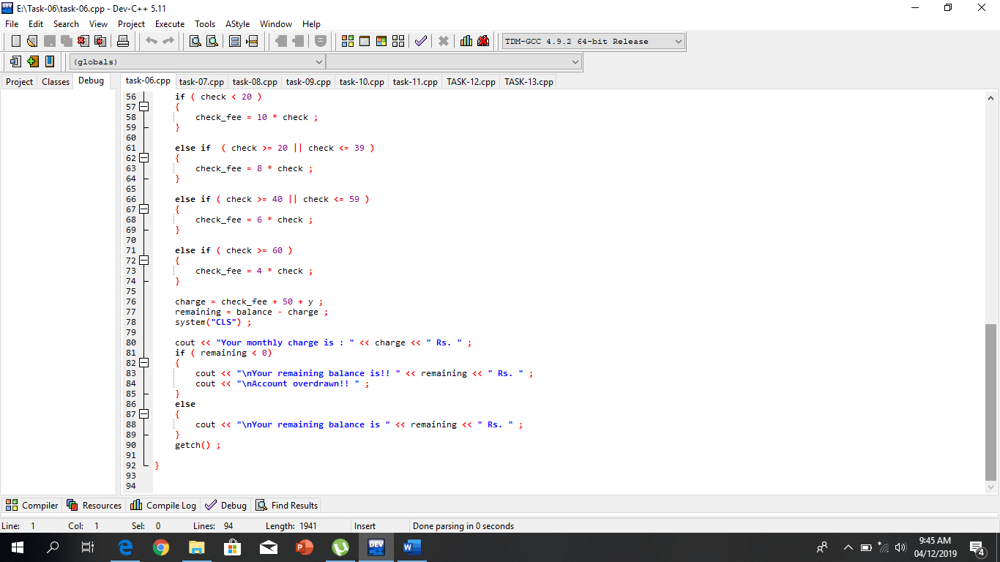 E:\Task-06\task-06.cpp - Dev-C++ 5.11
File Edit Search View Project Execute Tools AStyle Window Help
TDM-GCC 4.9.2 64-bit Release
(globals)
Project Classes Debug task-06.cpp task-07.cpp task-08.cpp task-09.cpp task-10.cpp task-11.cpp TASK-12.cpp TASK-13.cpp
56 if ( check < 20 )
57 {
58 check_fee = 10 * check ;
59 }
60
61 else if  ( check >= 20 || check <= 39 )
62 {
63 check_fee = 8 * check ;
64 }
65
66 else if ( check >= 40 || check <= 59 )
67 {
68 check_fee = 6 * check ;
69 }
70
71 else if ( check >= 60 )
72 {
73 check_fee = 4 * check ;
74 }
75
76 charge = check_fee + 50 + y ;
77 remaining = balance - charge ;
78 system("CLS") ;
79
80 cout << "Your monthly charge is : " << charge << " Rs. " ;
81 if ( remaining < 0)
82 {
83 cout << "\nYour remaining balance is!! " << remaining << " Rs. " ;
84 cout << "\nAccount overdrawn!! " ;
85 }
86 else
87 {
88 cout << "\nYour remaining balance is " << remaining << " Rs. " ;
89 }
90 getch() ;
91
92 }
93
94
Compiler Resources Compile Log Debug Find Results
Line: 1 Col: 1 Sel: 0 Lines: 94 Length: 1941 Insert Done parsing in 0 seconds
9:45 AM
04/12/2019
4